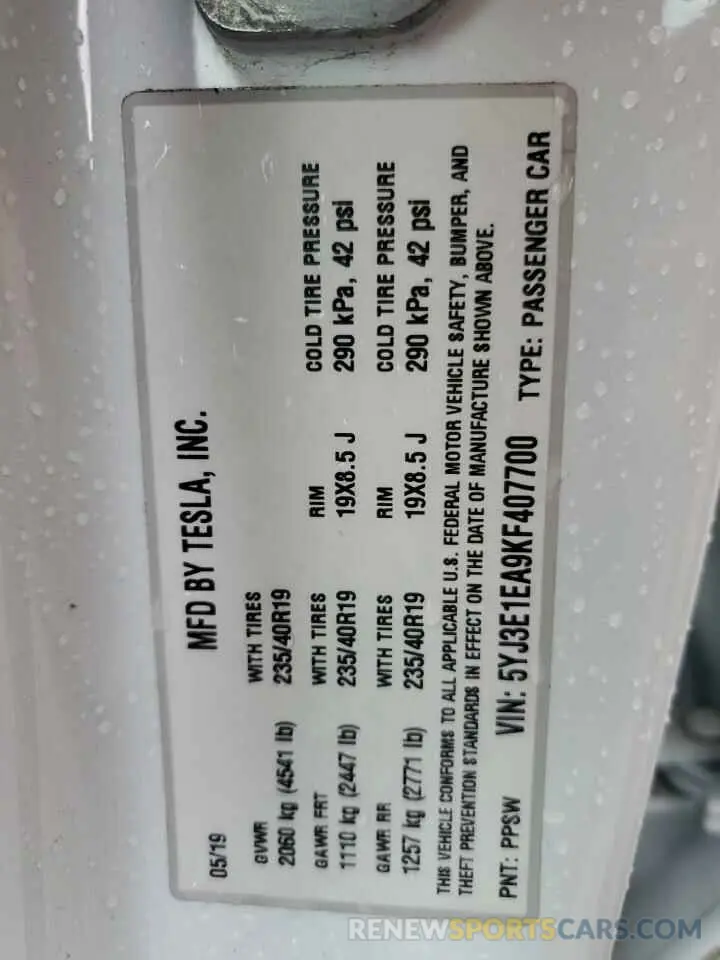 MFD BY TESLA, INC.
05/19
GVWR WITH TIRES
2060 kg (4541 lb) 235/40R19
GAWR FRT WITH TIRES RIM COLD TIRE PRESSURE
1110 kg (2447 lb) 235/40R19 19X8.5 J 290 kPa, 42 psi
GAWR RR WITH TIRES RIM COLD TIRE PRESSURE
1257 kg (2771 lb) 235/40R19 19X8.5 J 290 kPa, 42 psi
THIS VEHICLE CONFORMS TO ALL APPLICABLE U.S. FEDERAL MOTOR VEHICLE SAFETY, BUMPER, AND
THEFT PREVENTION STANDARDS IN EFFECT ON THE DATE OF MANUFACTURE SHOWN ABOVE.
PNT: PPSW VIN: 5YJ3E1EA9KF407700 TYPE: PASSENGER CAR
RENEWSPORTSCARS.COM